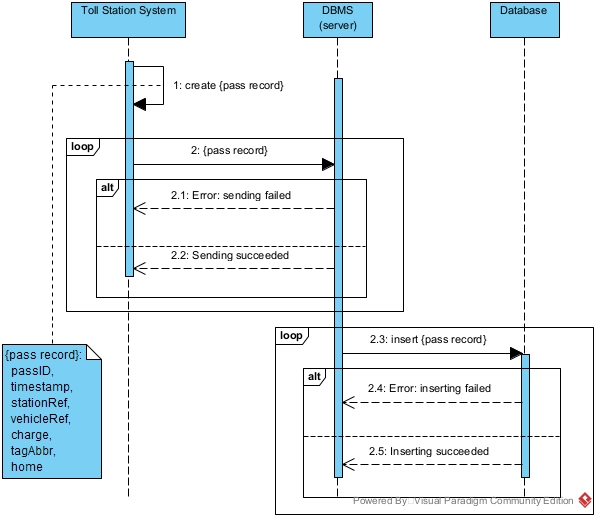 Toll Station System
DBMS
(server)
Database
1: create {pass record}
loop
2: {pass record}
alt
2.1: Error: sending failed
2.2: Sending succeeded
loop
2.3: insert {pass record}
{pass record}:
passID,
timestamp,
stationRef,
vehicleRef,
charge,
tagAbbr,
home
alt
2.4: Error: inserting failed
2.5: Inserting succeeded
Powered By Visual Paradigm Community Edition